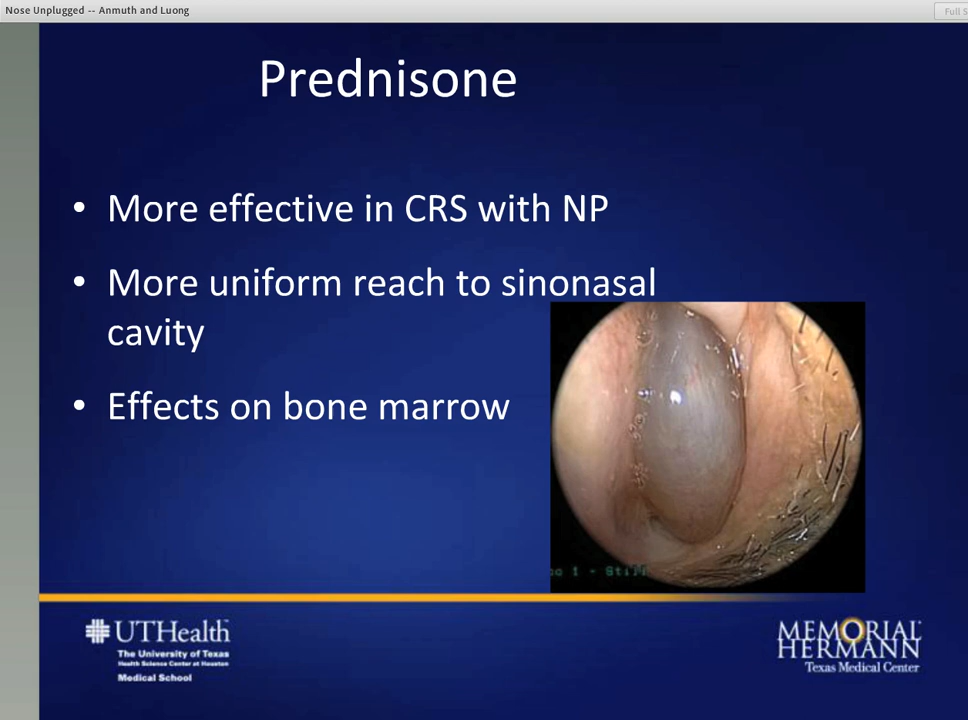 Nose Unplugged -- Anmuth and Luong
Full S
Prednisone
• More effective in CRS with NP
• More uniform reach to sinonasal
cavity
• Effects on bone marrow
1 - Still
UTHealth
The University of Texas
Health Science Center at Houston
Medical School
MEMORIAL
HERMANN
Texas Medical Center